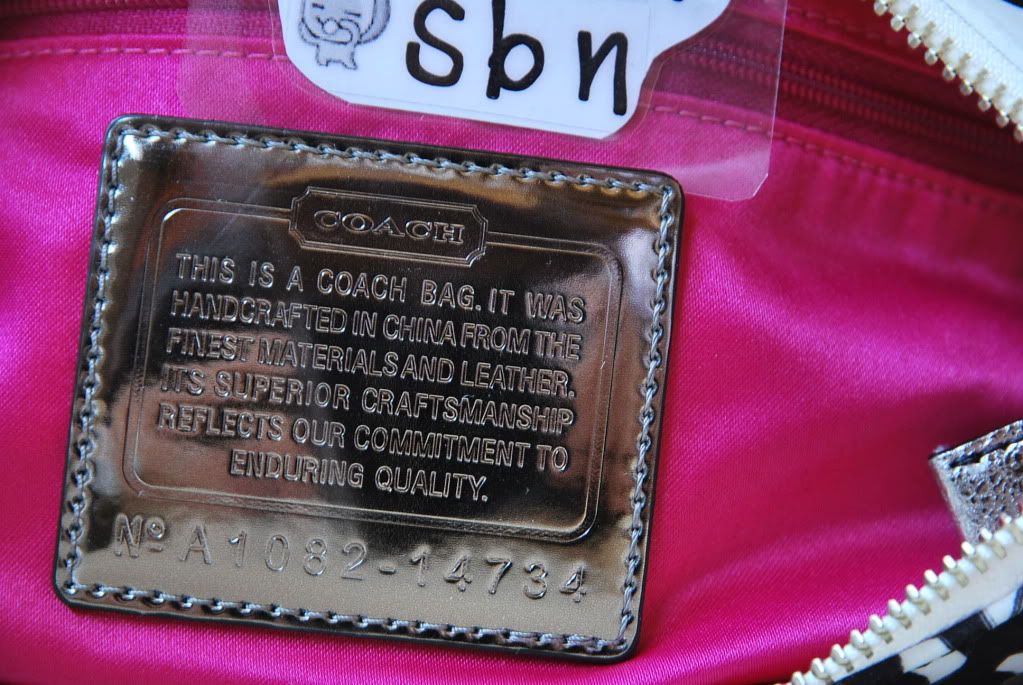 sbn
COACH
THIS IS A COACH BAG. IT WAS
HANDCRAFTED IN CHINA FROM THE
FINEST MATERIALS AND LEATHER.
ITS SUPERIOR CRAFTSMANSHIP
REFLECTS OUR COMMITMENT TO
ENDURING QUALITY.
Nº A1082-14734